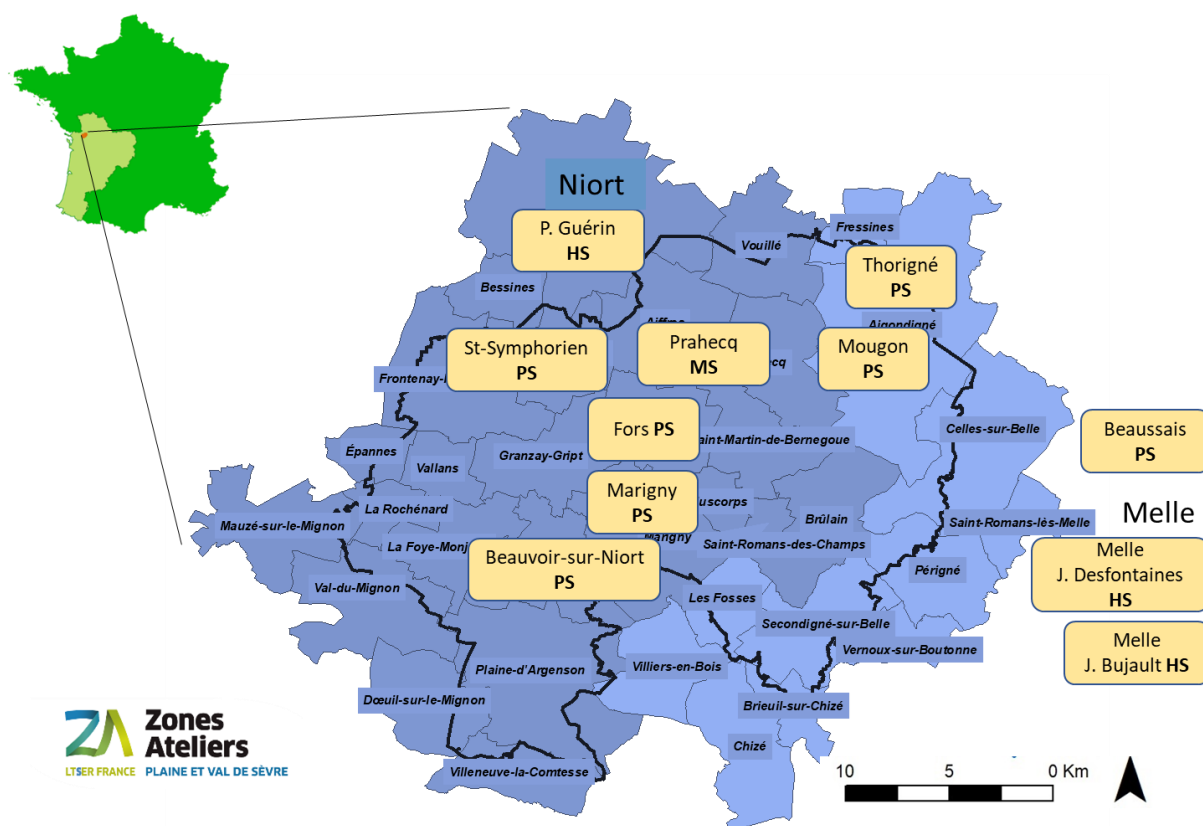 Niort
P. Guérin
HS
Vouillé
Fressines
Thorigné
PS
Bessines
Aigondigné
St-Symphorien
PS
Prahecq
MS
ecq
Mougon
PS
Frontenay-
Fors PS
aint-Martin-de-Bernegoue
Celles-sur-Belle
Beaussais
PS
Épannes
Vallans
Granzay-Gript
Marigny
PS
uscorps
La Rochénard
Mauzé-sur-le-Mignon
Brûlain
Saint-Romans-lès-Melle
Melle
La Foye-Monj
Marigny
Saint-Romans-des-Champs
Beauvoir-sur-Niort
PS
Périgné
Melle
J. Desfontaines
HS
Val-du-Mignon
Les Fosses
Secondigné-sur-Belle
Vernoux-sur-Boutonne
Melle
J. Bujault HS
Plaine-d'Argenson
Villiers-en-Bois
Dœuil-sur-le-Mignon
Brieuil-sur-Chizé
Chizé
Villeneuve-la-Comtesse
ZA Zones
Ateliers
LTSER FRANCE PLAINE ET VAL DE SÈVRE
10 5 0 Km